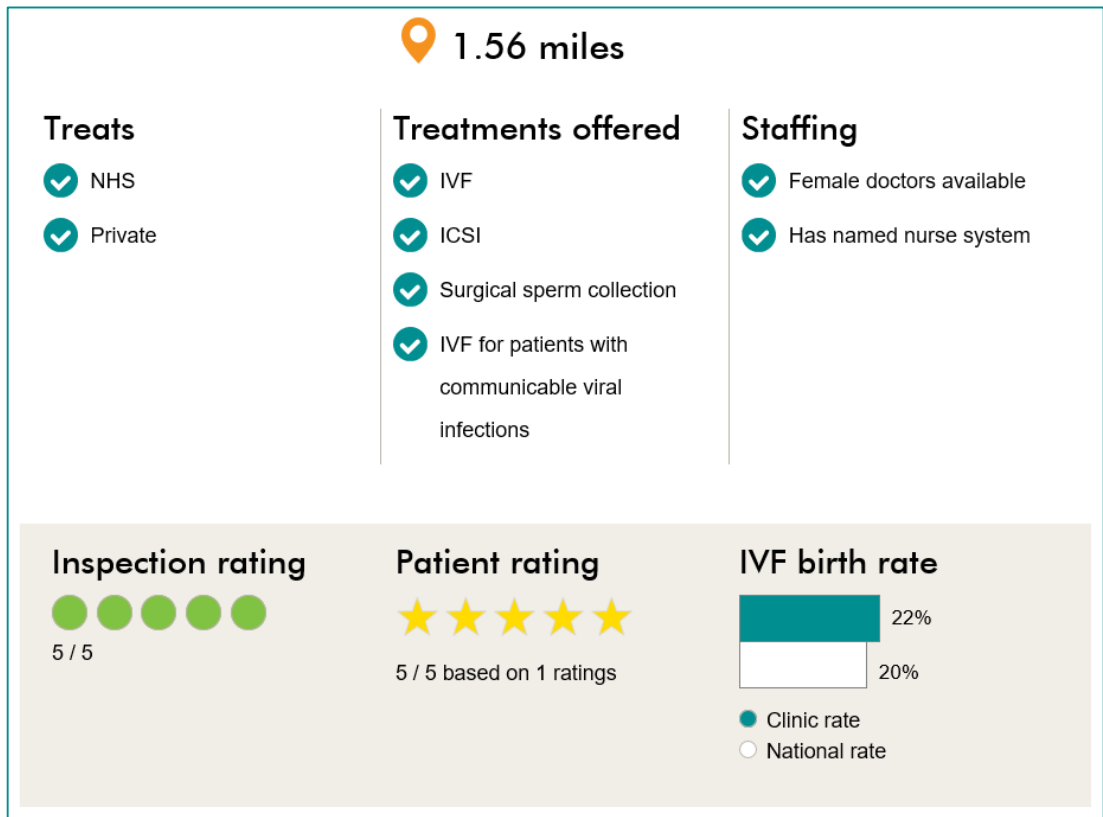 1.56 miles
Treats
NHS
Private
Treatments offered
IVF
ICSI
Surgical sperm collection
IVF for patients with
communicable viral
infections
Staffing
Female doctors available
Has named nurse system
Inspection rating
5 / 5
Patient rating
5 / 5 based on 1 ratings
IVF birth rate
22%
20%
Clinic rate
National rate